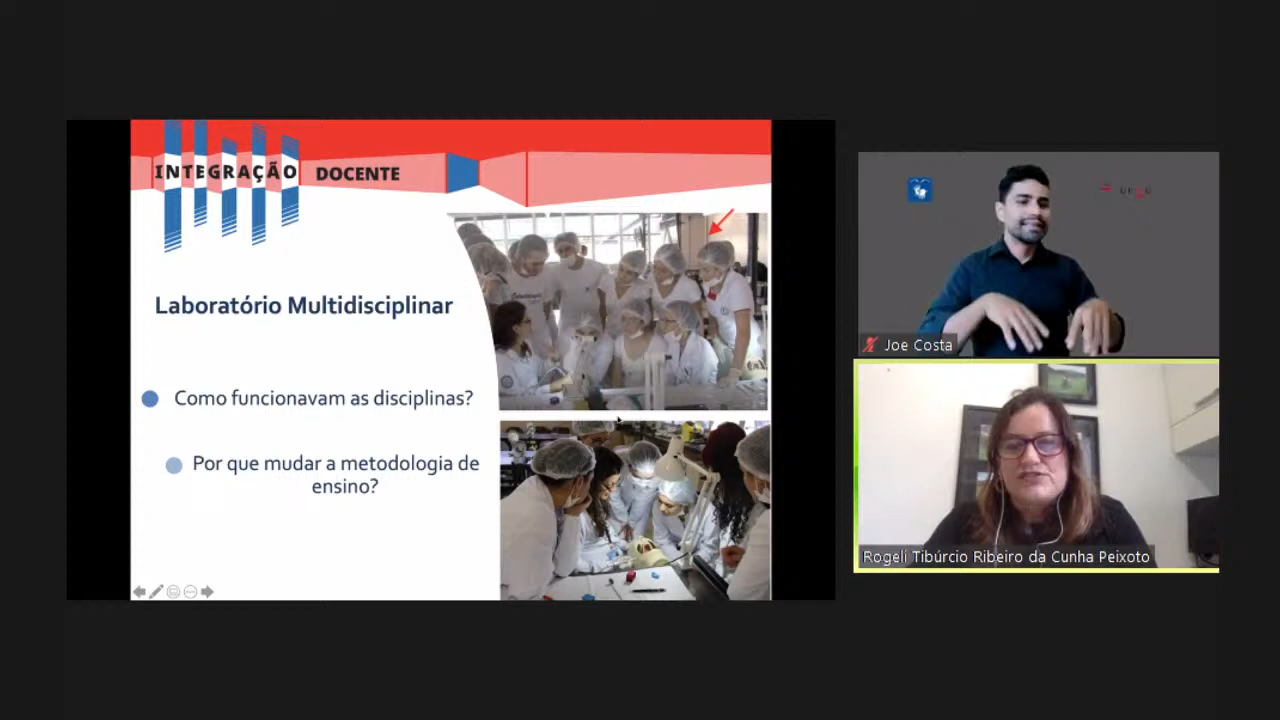 INTEGRAÇÃO DOCENTE
Laboratório Multidisciplinar
Como funcionavam as disciplinas?
Por que mudar a metodologia de
ensino?
Joe Costa
Rogeli Tibúrcio Ribeiro da Cunha Peixoto